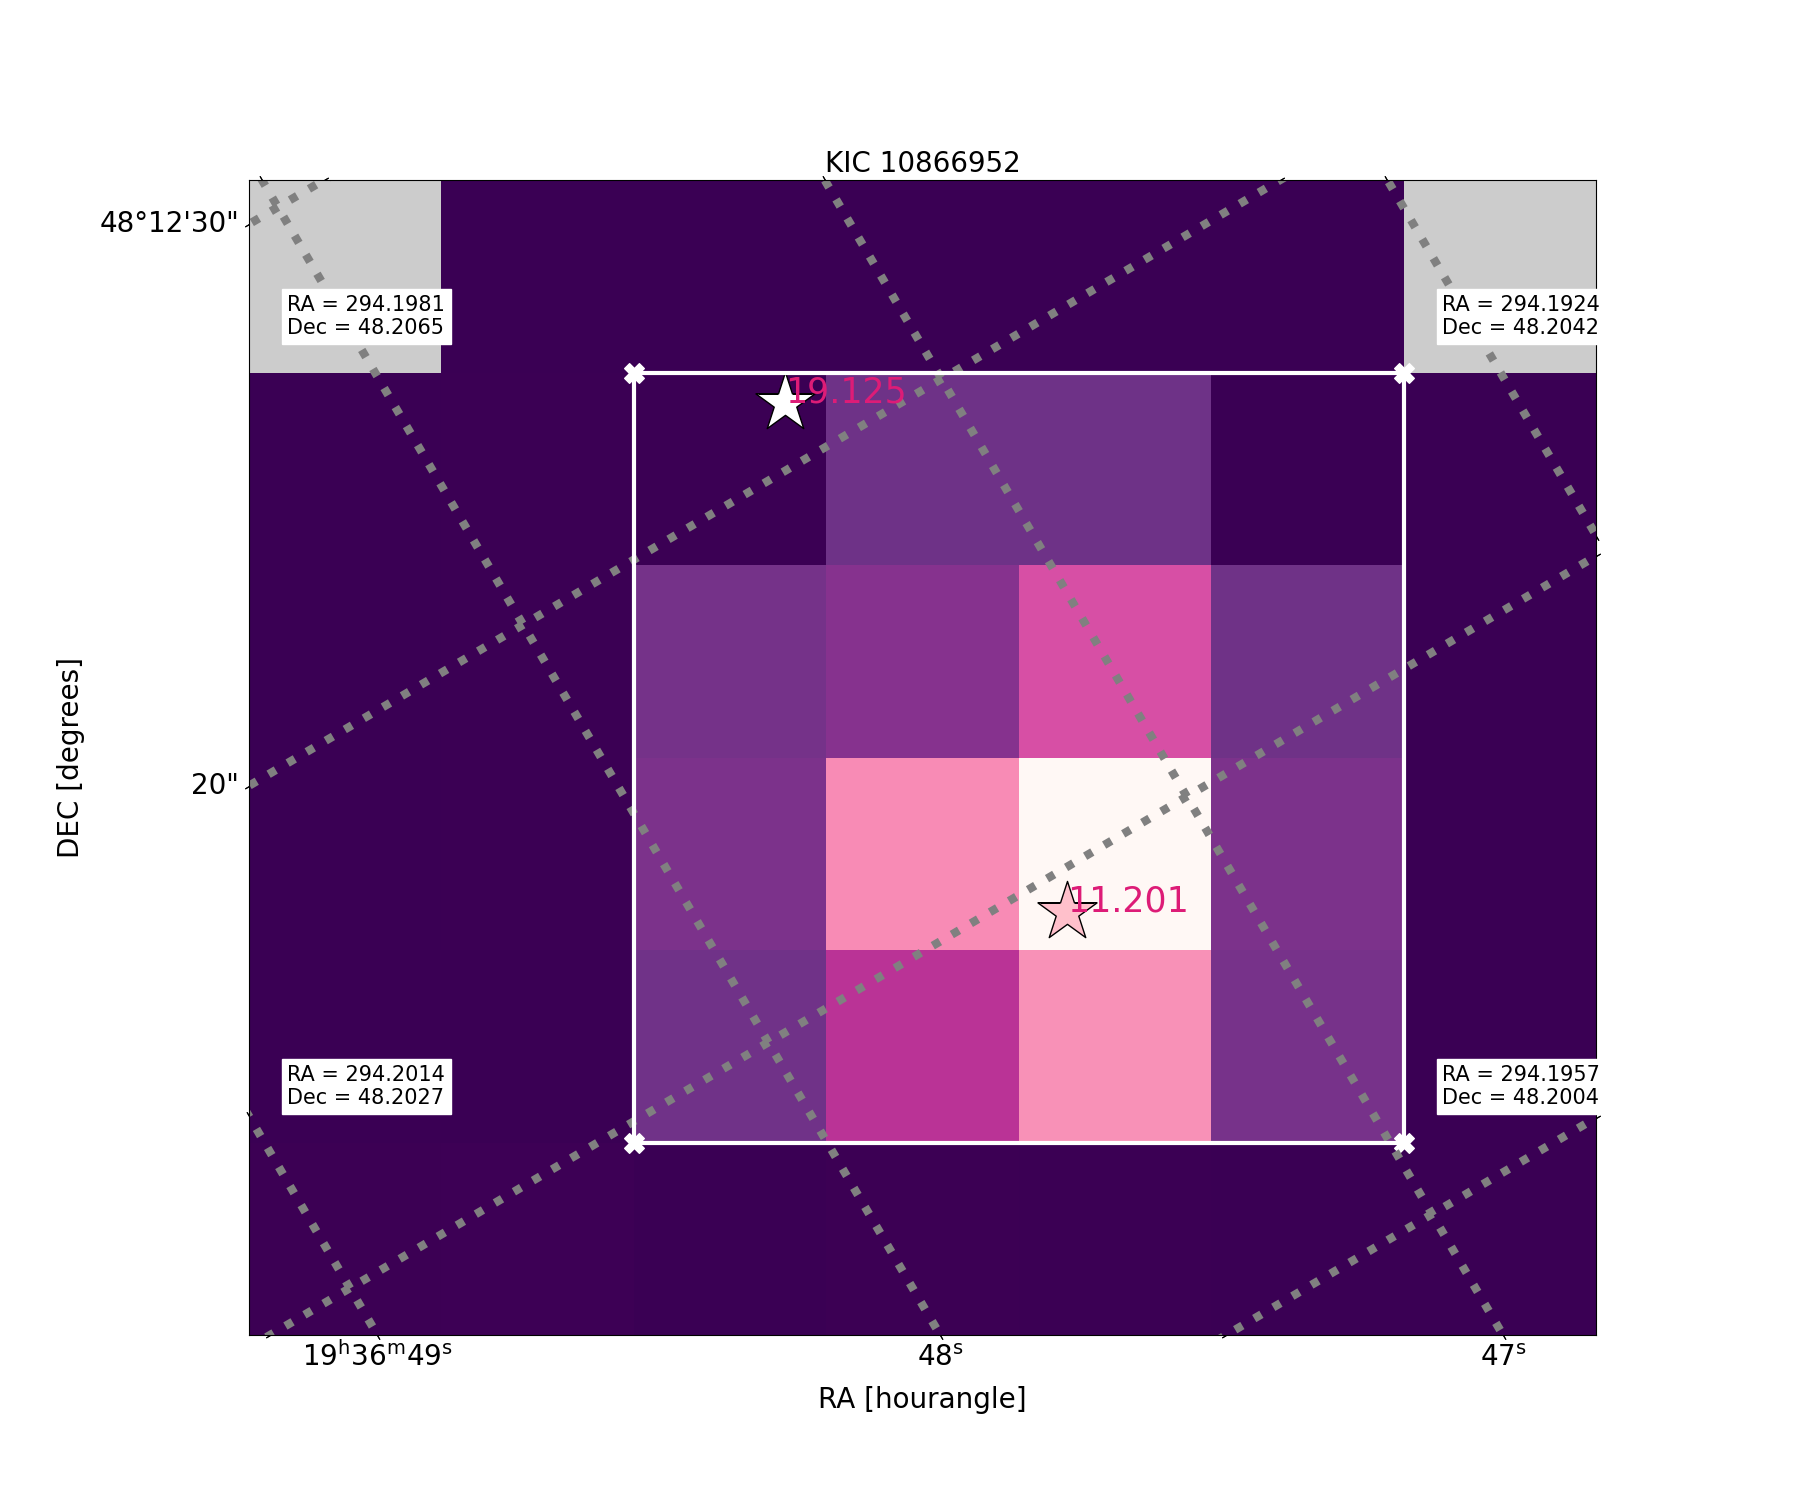 KIC 10866952
48°12'30"
RA = 294.1981
Dec = 48.2065
RA = 294.1924
Dec = 48.2042
19.125
20"
11.201
DEC [degrees]
RA = 294.2014
Dec = 48.2027
RA = 294.1957
Dec = 48.2004
19ʰ36ᵐ49ˢ
48ˢ
47ˢ
RA [hourangle]